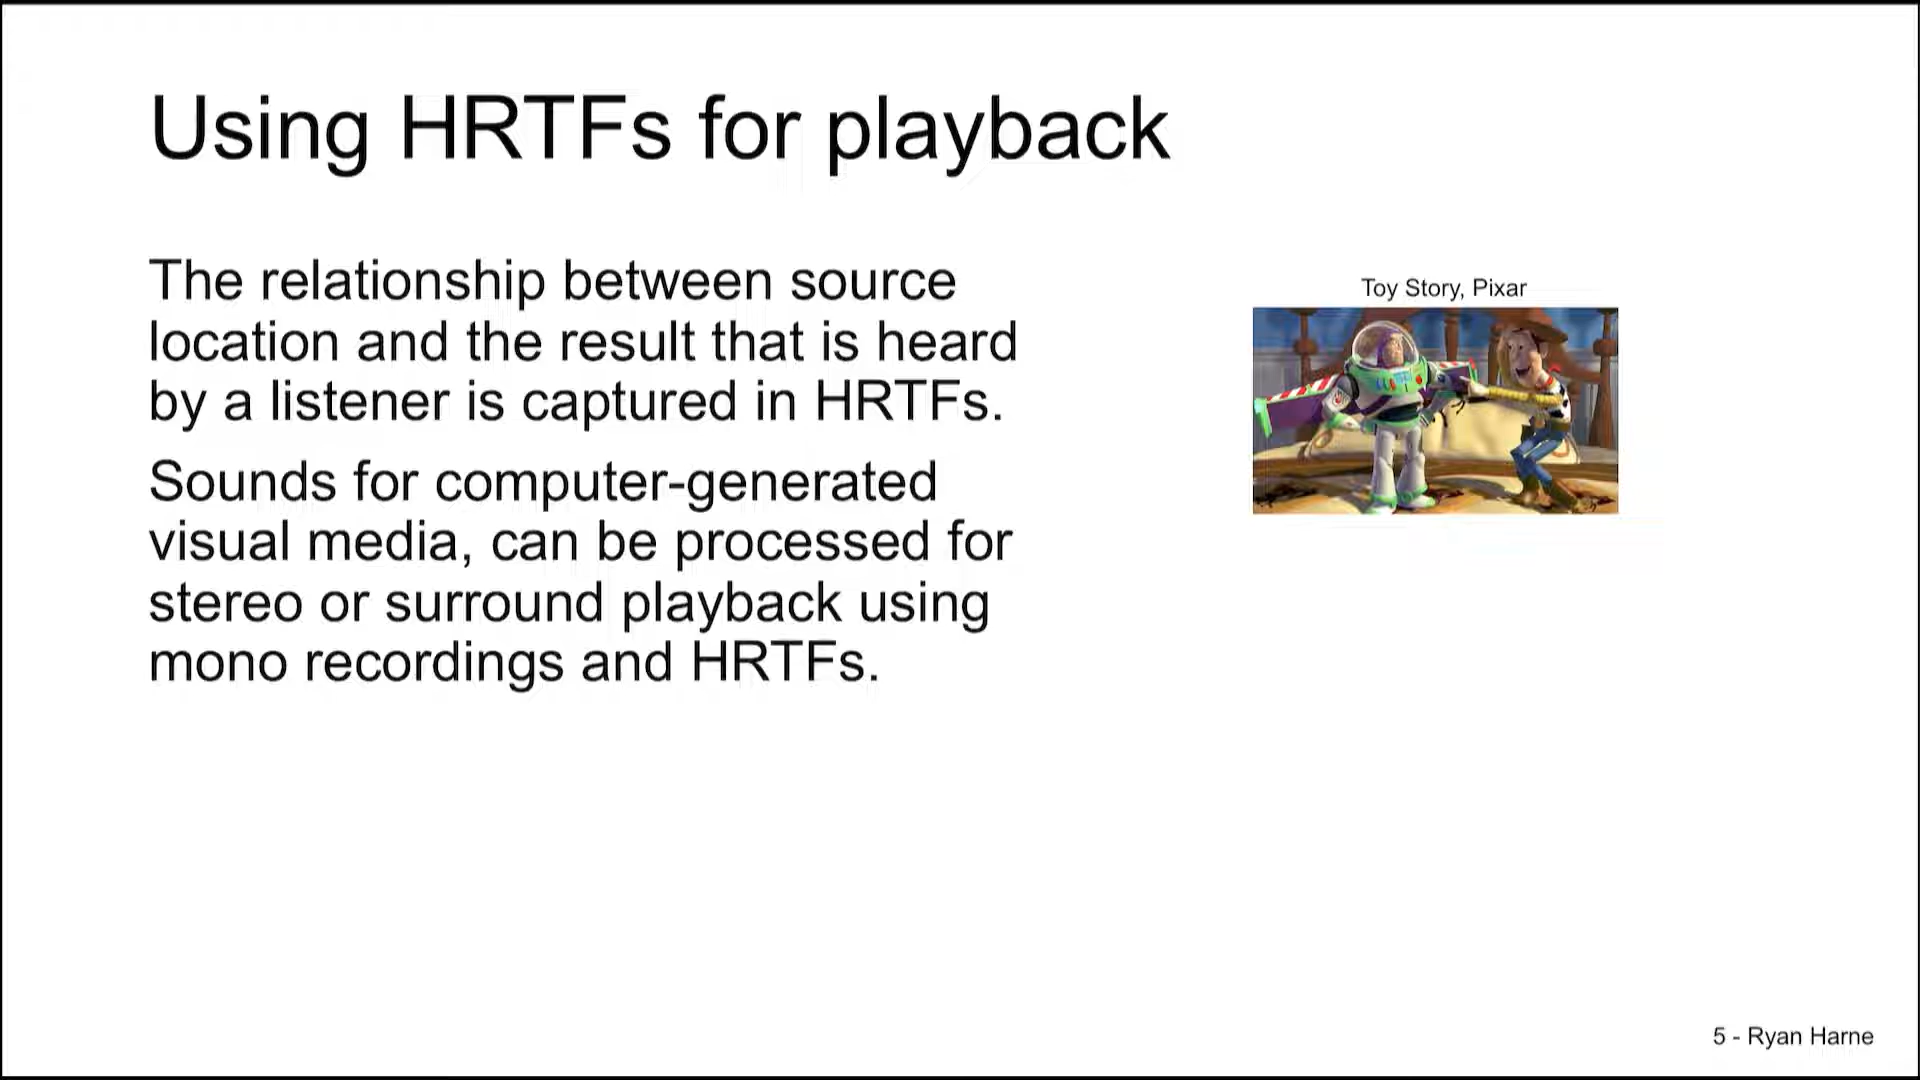 Using HRTFs for playback
The relationship between source
location and the result that is heard
by a listener is captured in HRTFs.
Sounds for computer-generated
visual media, can be processed for
stereo or surround playback using
mono recordings and HRTFs.
Toy Story, Pixar
5 - Ryan Harne